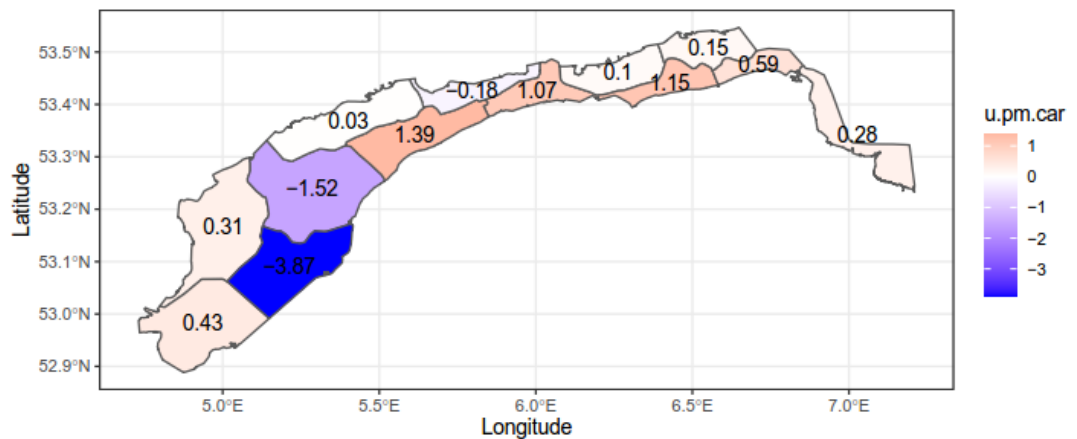 53.5°N
53.4°N
53.3°N
53.2°N
53.1°N
53.0°N
52.9°N
Latitude
0.15
0.59
0.1
1.15
−0.18
1.07
0.03
1.39
0.28
−1.52
0.31
−3.87
0.43
5.0°E 5.5°E 6.0°E 6.5°E 7.0°E
Longitude
u.pm.car
1
0
−1
−2
−3